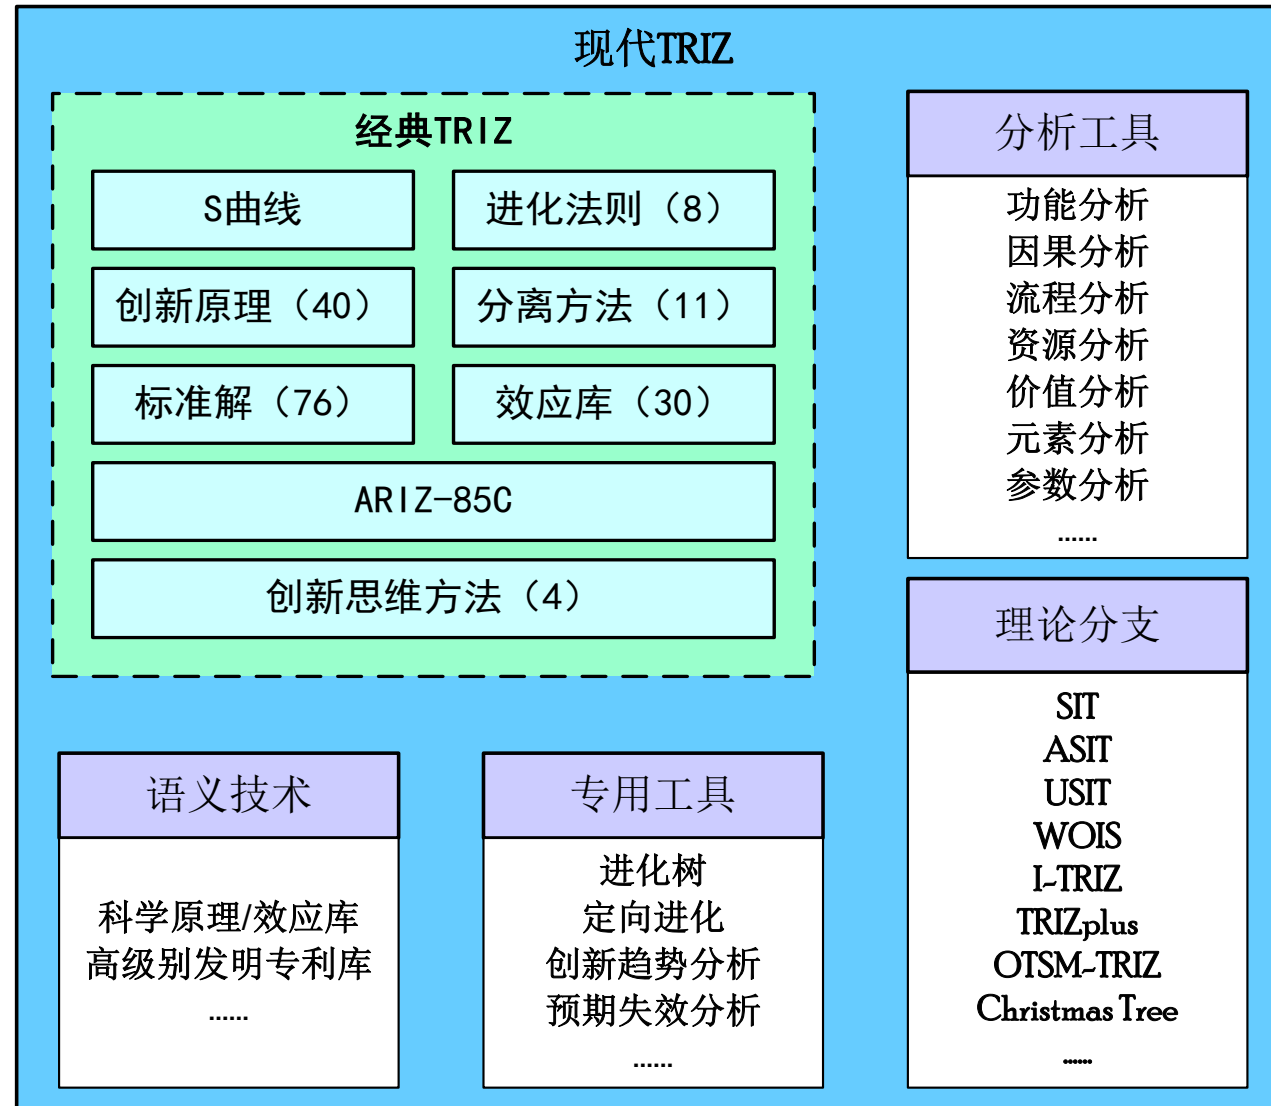 现代TRIZ
经典TRIZ
S曲线
进化法则（8）
创新原理（40）
分离方法（11）
标准解（76）
效应库（30）
ARIZ-85C
创新思维方法（4）
分析工具
功能分析
因果分析
流程分析
资源分析
价值分析
元素分析
参数分析
......
理论分支
SIT
ASIT
USIT
WOIS
I-TRIZ
TRIZplus
OTSM-TRIZ
Christmas Tree
......
语义技术
科学原理/效应库
高级别发明专利库
......
专用工具
进化树
定向进化
创新趋势分析
预期失效分析
......